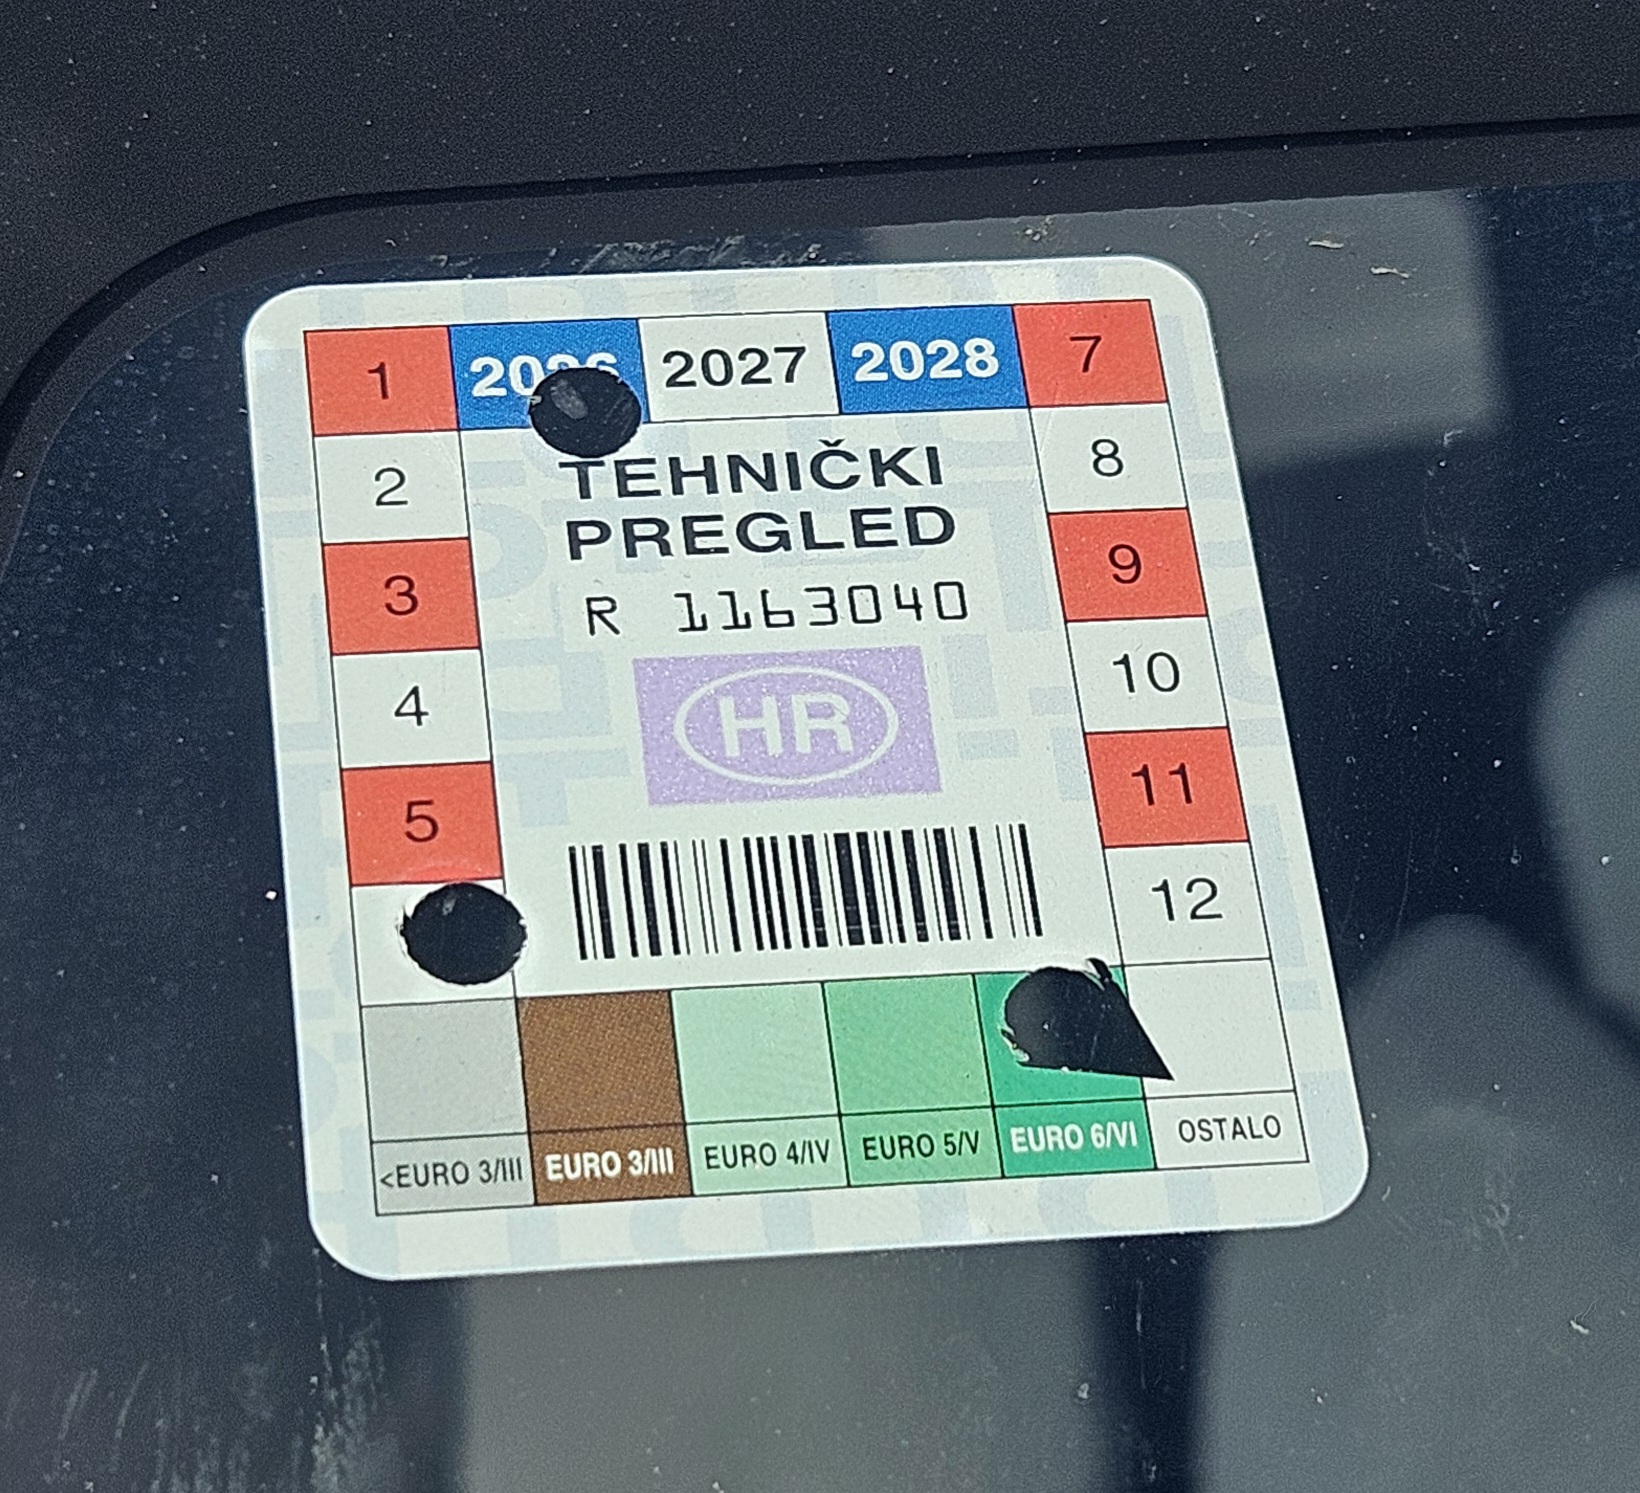 1 2026 2027 2028 7
2 TEHNIČKI 8
PREGLED
3 R 1163040 9
4 HR 10
5 11
12
<EURO 3/III EURO 3/III EURO 4/IV EURO 5/V EURO 6/VI OSTALO